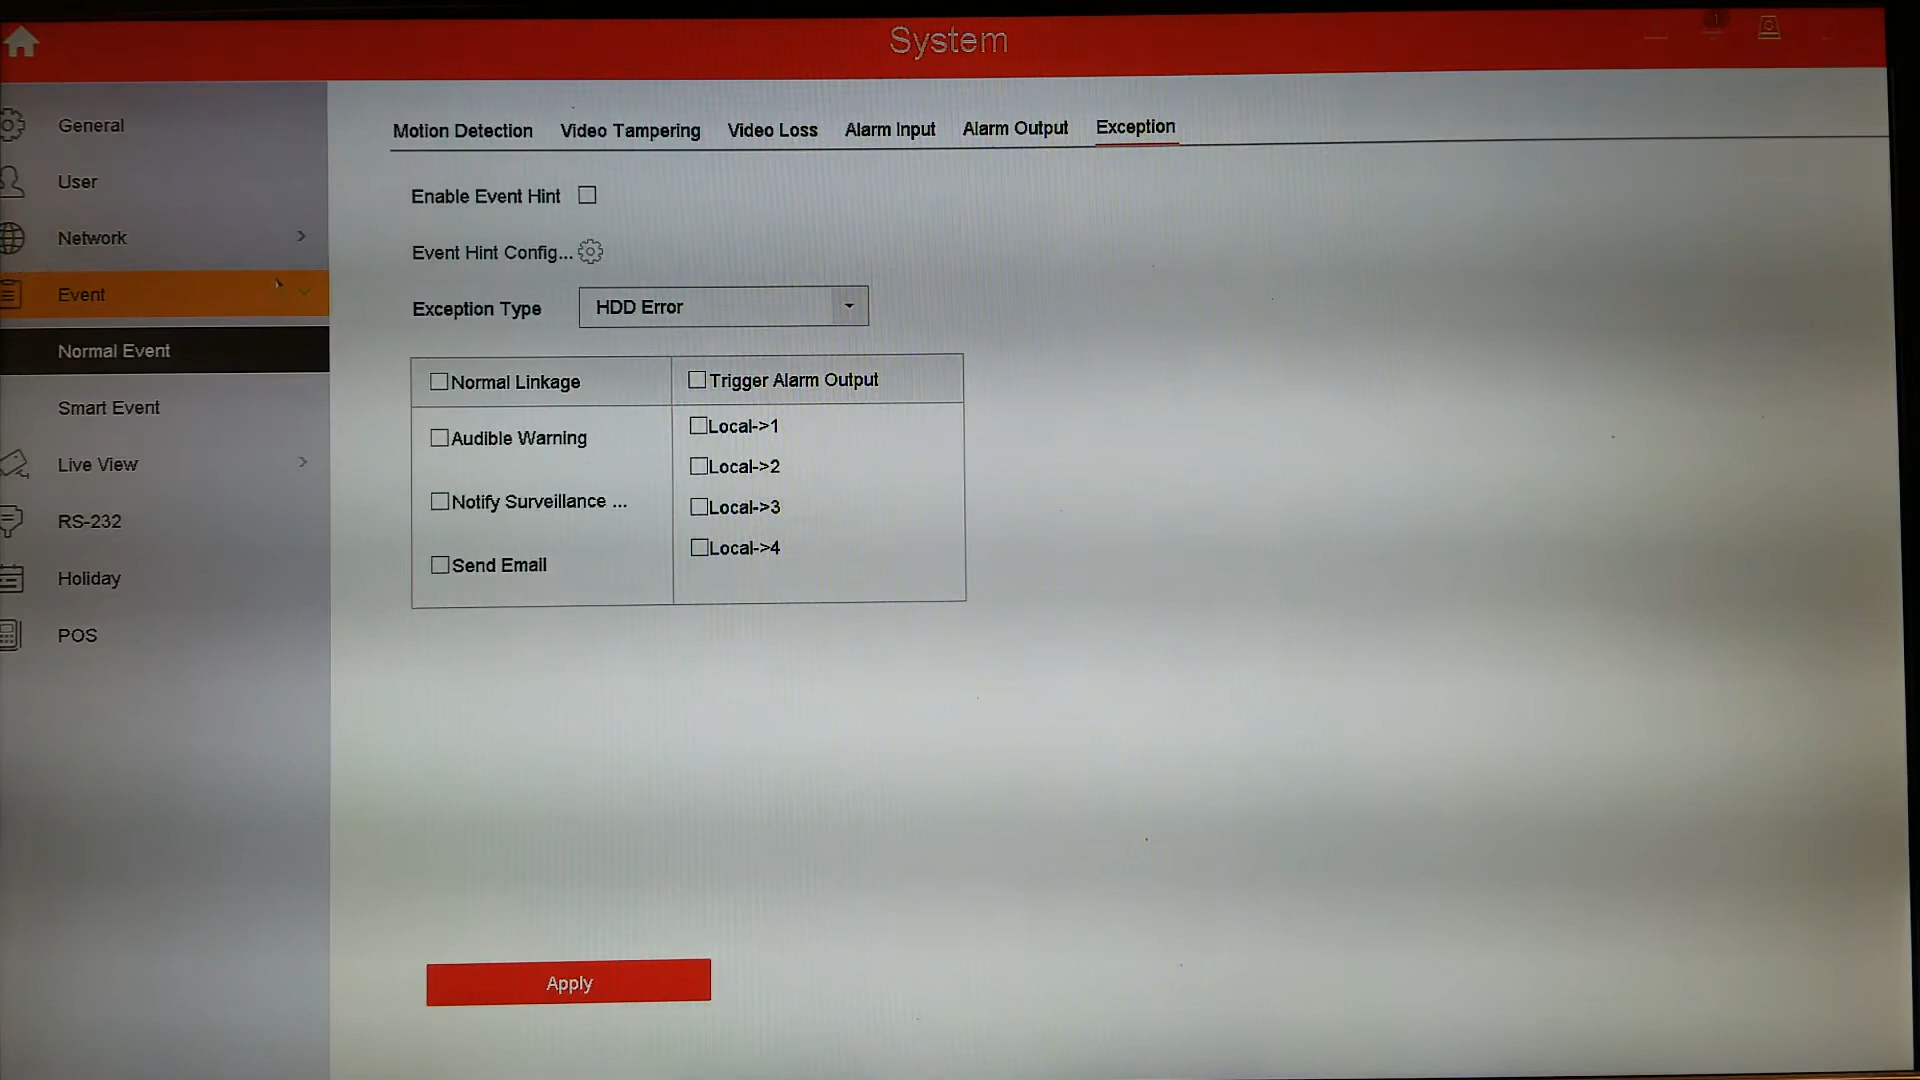 System
1
General
User
Network
Event
Normal Event
Smart Event
Live View
RS-232
Holiday
POS
Motion Detection Video Tampering Video Loss Alarm Input Alarm Output Exception
Enable Event Hint
Event Hint Config...
Exception Type HDD Error
Normal Linkage Trigger Alarm Output
Audible Warning Local->1
Local->2
Notify Surveillance ... Local->3
Local->4
Send Email
Apply